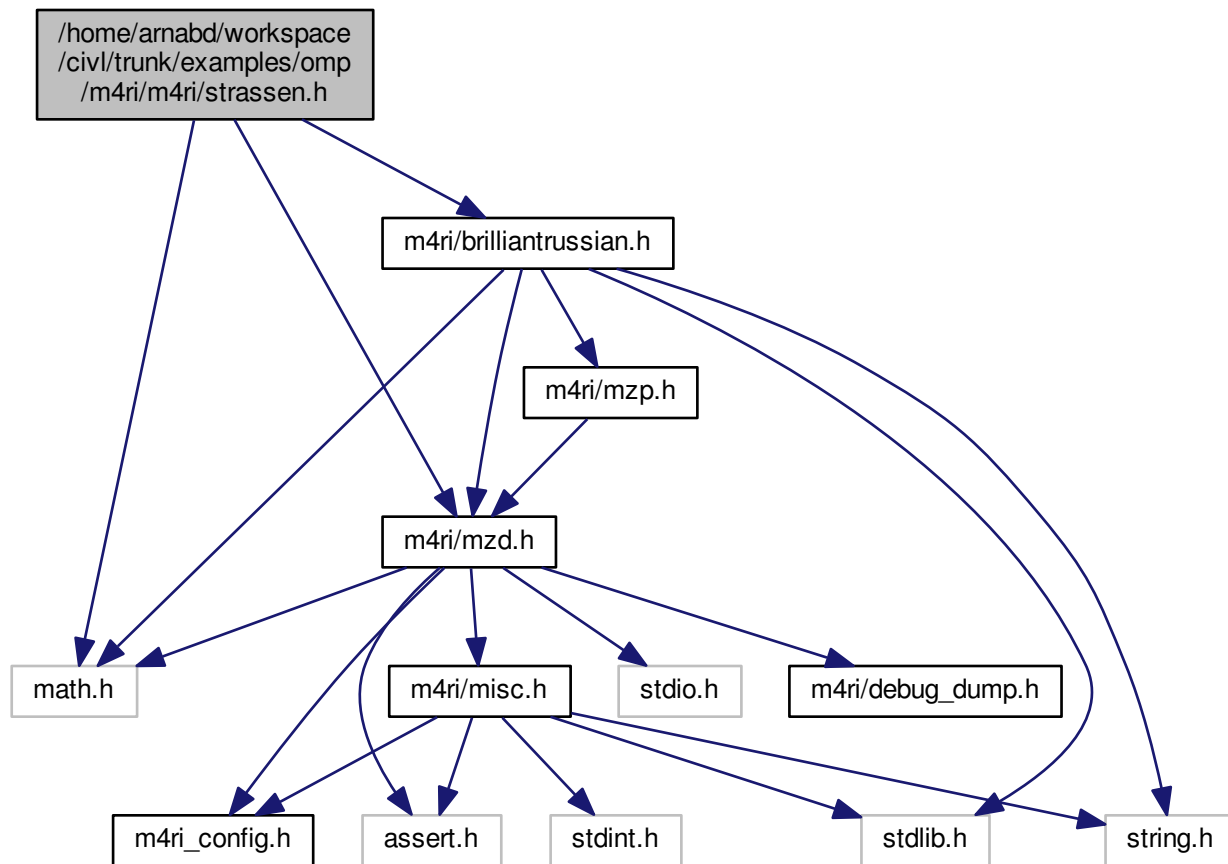 /home/arnabd/workspace
/civl/trunk/examples/omp
/m4ri/m4ri/strassen.h
m4ri/brilliantrussian.h
m4ri/mzp.h
m4ri/mzd.h
math.h
m4ri/misc.h
stdio.h
m4ri/debug_dump.h
m4ri_config.h
assert.h
stdint.h
stdlib.h
string.h